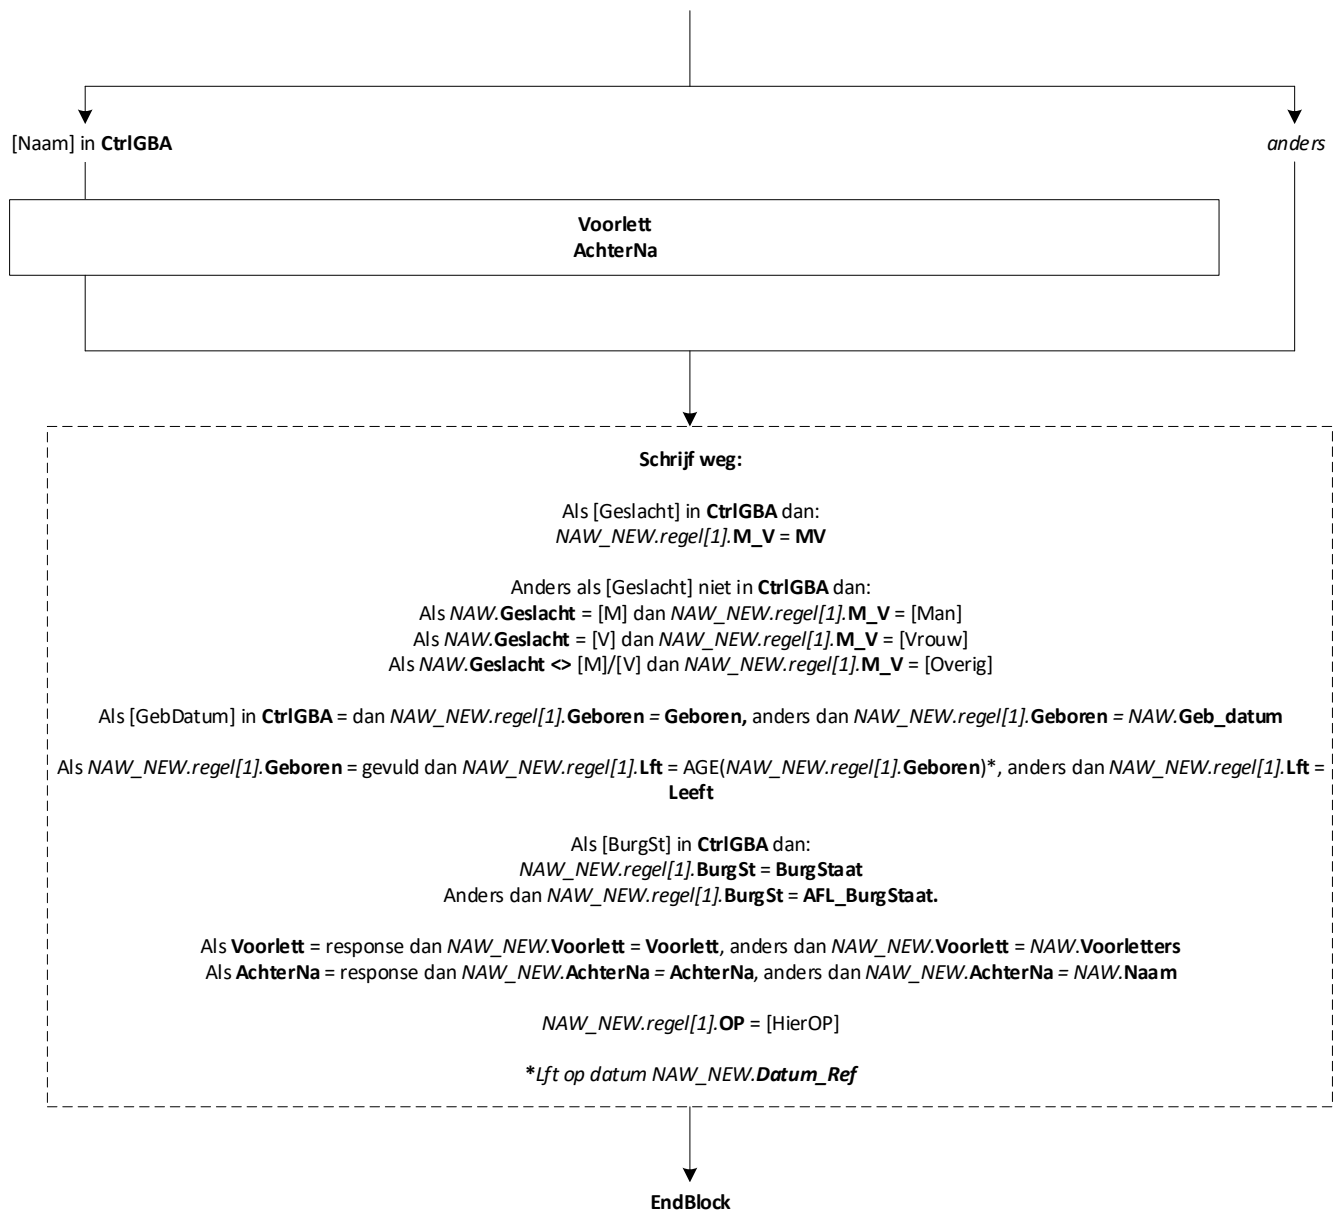 [Naam] in CtrlGBA
anders
Voorlett
AchterNa
Schrijf weg:
Als [Geslacht] in CtrlGBA dan:
NAW_NEW.regel[1].M_V = MV
Anders als [Geslacht] niet in CtrlGBA dan:
Als NAW.Geslacht = [M] dan NAW_NEW.regel[1].M_V = [Man]
Als NAW.Geslacht = [V] dan NAW_NEW.regel[1].M_V = [Vrouw]
Als NAW.Geslacht <> [M]/[V] dan NAW_NEW.regel[1].M_V = [Overig]
Als [GebDatum] in CtrlGBA = dan NAW_NEW.regel[1].Geboren = Geboren, anders dan NAW_NEW.regel[1].Geboren = NAW.Geb_datum
Als NAW_NEW.regel[1].Geboren = gevuld dan NAW_NEW.regel[1].Lft = AGE(NAW_NEW.regel[1].Geboren)*, anders dan NAW_NEW.regel[1].Lft =
Leeft
Als [BurgSt] in CtrlGBA dan:
NAW_NEW.regel[1].BurgSt = BurgStaat
Anders dan NAW_NEW.regel[1].BurgSt = AFL_BurgStaat.
Als Voorlett = response dan NAW_NEW.Voorlett = Voorlett, anders dan NAW_NEW.Voorlett = NAW.Voorletters
Als AchterNa = response dan NAW_NEW.AchterNa = AchterNa, anders dan NAW_NEW.AchterNa = NAW.Naam
NAW_NEW.regel[1].OP = [HierOP]
*Lft op datum NAW_NEW.Datum_Ref
EndBlock